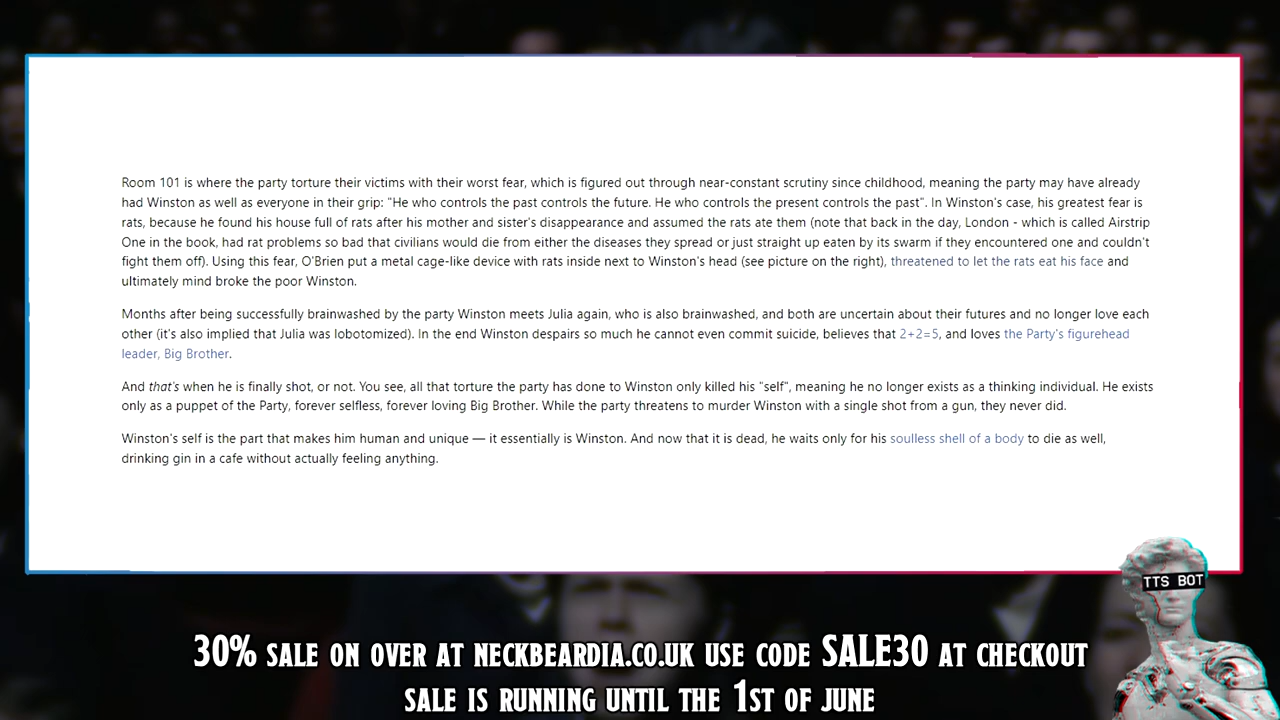 Room 101 is where the party torture their victims with their worst fear, which is figured out through near-constant scrutiny since childhood, meaning the party may have already
had Winston as well as everyone in their grip: "He who controls the past controls the future. He who controls the present controls the past". In Winston's case, his greatest fear is
rats, because he found his house full of rats after his mother and sister's disappearance and assumed the rats ate them (note that back in the day, London - which is called Airstrip
One in the book, had rat problems so bad that civilians would die from either the diseases they spread or just straight up eaten by its swarm if they encountered one and couldn't
fight them off). Using this fear, O'Brien put a metal cage-like device with rats inside next to Winston's head (see picture on the right), threatened to let the rats eat his face and
ultimately mind broke the poor Winston.
Months after being successfully brainwashed by the party Winston meets Julia again, who is also brainwashed, and both are uncertain about their futures and no longer love each
other (it's also implied that Julia was lobotomized). In the end Winston despairs so much he cannot even commit suicide, believes that 2+2=5, and loves the Party's figurehead
leader, Big Brother.
And that's when he is finally shot, or not. You see, all that torture the party has done to Winston only killed his "self", meaning he no longer exists as a thinking individual. He exists
only as a puppet of the Party, forever selfless, forever loving Big Brother. While the party threatens to murder Winston with a single shot from a gun, they never did.
Winston's self is the part that makes him human and unique — it essentially is Winston. And now that it is dead, he waits only for his soulless shell of a body to die as well,
drinking gin in a cafe without actually feeling anything.
TTS BOT
30% SALE ON OVER AT NECKBEARDIA.CO.UK USE CODE SALE30 AT CHECKOUT
SALE IS RUNNING UNTIL THE 1ST OF JUNE